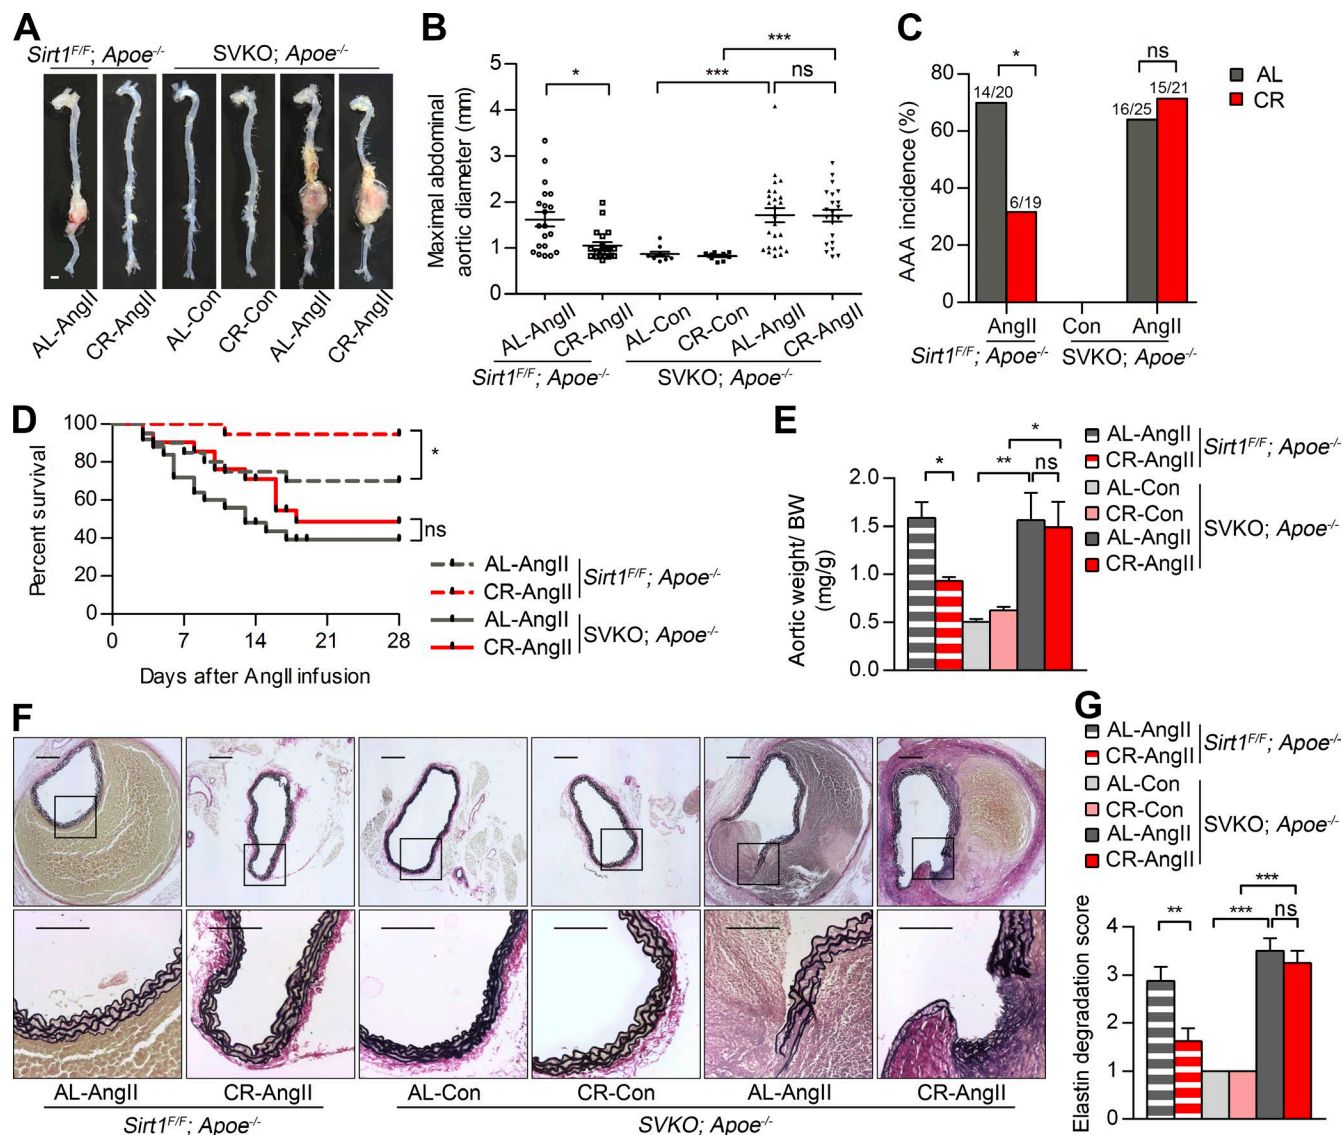 A
Sirt1F/F; Apoe-/-
SVKO; Apoe-/-
AL-AngII
CR-AngII
AL-Con
CR-Con
AL-AngII
CR-AngII
B
Maximal abdominal
aortic diameter (mm)
5
4
3
2
1
0
*
***
***
ns
AL-AngII
CR-AngII
AL-Con
CR-Con
AL-AngII
CR-AngII
Sirt1F/F; Apoe-/-
SVKO; Apoe-/-
C
AAA incidence (%)
80
60
40
20
0
14/20
*
6/19
ns
16/25
15/21
AL
CR
AngII
Con
AngII
Sirt1F/F; Apoe-/-
SVKO; Apoe-/-
D
Percent survival
100
80
60
40
20
0
0 7 14 21 28
Days after AngII infusion
*
ns
AL-AngII
CR-AngII
Sirt1F/F; Apoe-/-
AL-AngII
CR-AngII
SVKO; Apoe-/-
E
Aortic weight/ BW
(mg/g)
2.0
1.5
1.0
0.5
0.0
*
**
*
ns
AL-AngII
CR-AngII
Sirt1F/F; Apoe-/-
AL-Con
CR-Con
AL-AngII
CR-AngII
SVKO; Apoe-/-
F
AL-AngII
CR-AngII
AL-Con
CR-Con
AL-AngII
CR-AngII
Sirt1F/F; Apoe-/-
SVKO; Apoe-/-
G
AL-AngII
CR-AngII
Sirt1F/F; Apoe-/-
AL-Con
CR-Con
AL-AngII
CR-AngII
SVKO; Apoe-/-
Elastin degradation score
4
3
2
1
0
**
***
***
ns